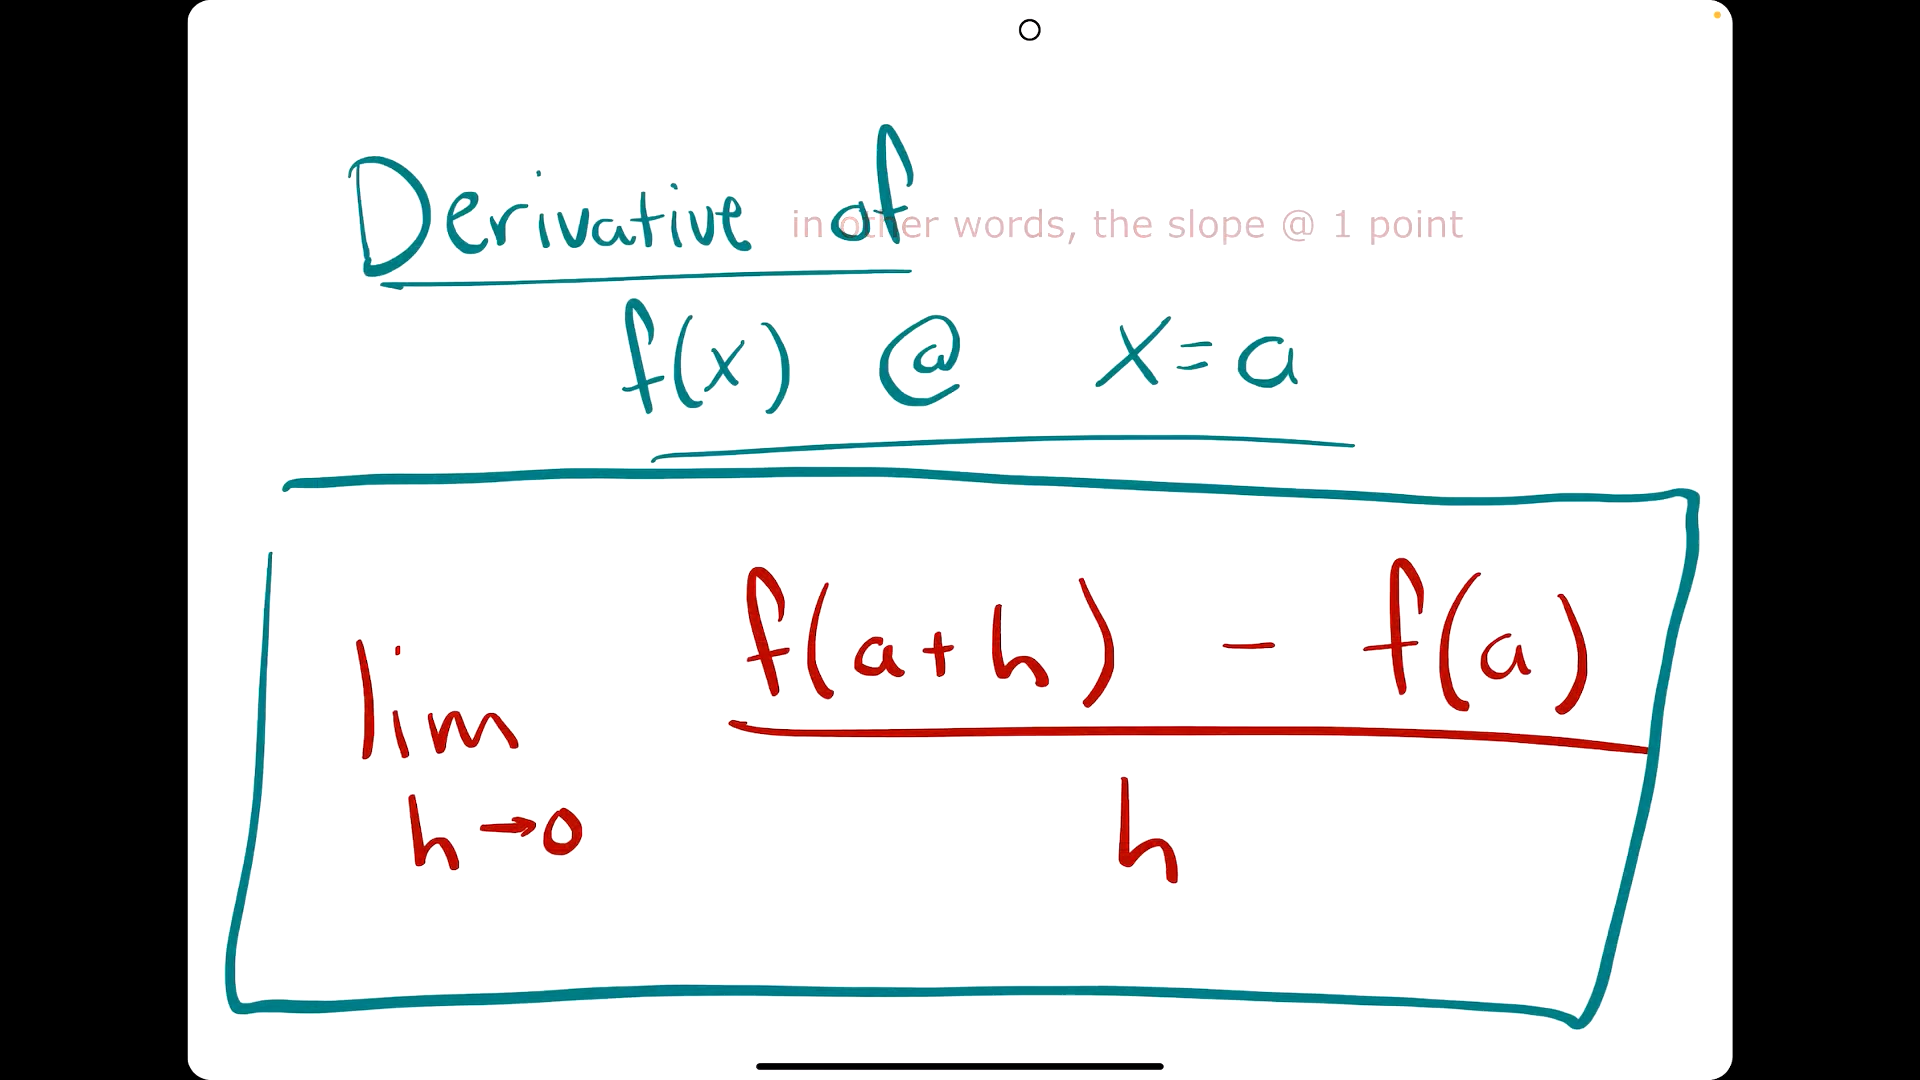 Derivative of
in other words, the slope @ 1 point
f(x) @ x=a
lim h→0 f(a+h) - f(a)
h